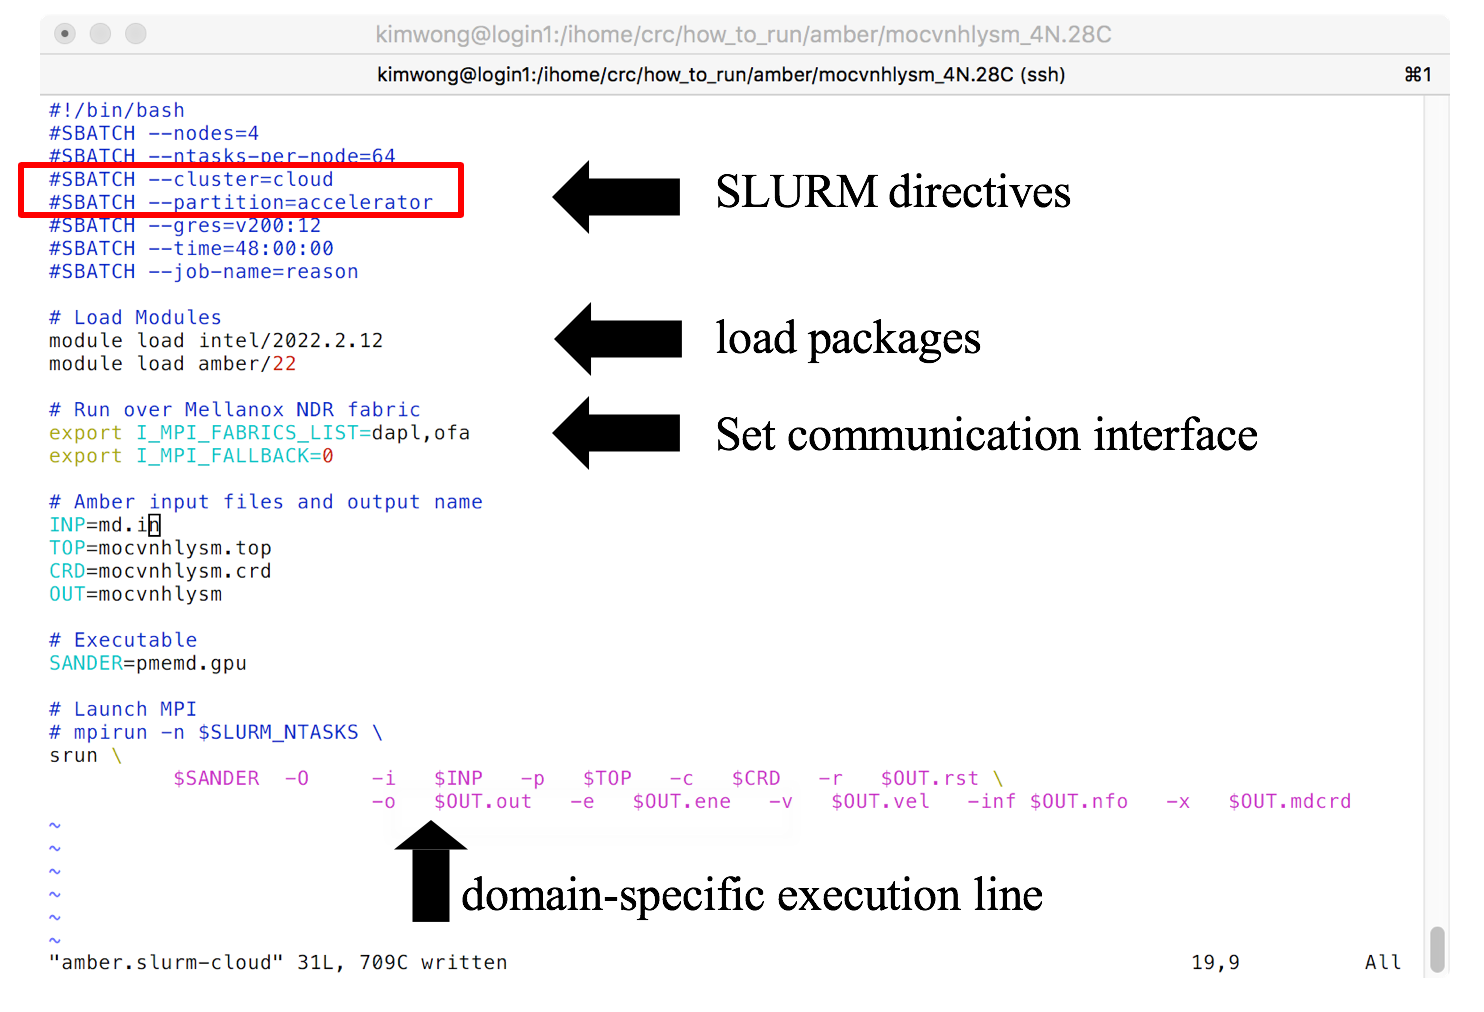 kimwong@login1:/ihome/crc/how_to_run/amber/mocvnhlysm_4N.28C
kimwong@login1:/ihome/crc/how_to_run/amber/mocvnhlysm_4N.28C (ssh)
⌘1
#!/bin/bash
#SBATCH --nodes=4
#SBATCH --ntasks-per-node=64
#SBATCH --cluster=cloud
#SBATCH --partition=accelerator
#SBATCH --gres=v200:12
#SBATCH --time=48:00:00
#SBATCH --job-name=reason
SLURM directives
# Load Modules
module load intel/2022.2.12
module load amber/22
load packages
# Run over Mellanox NDR fabric
export I_MPI_FABRICS_LIST=dapl,ofa
export I_MPI_FALLBACK=0
Set communication interface
# Amber input files and output name
INP=md.in
TOP=mocvnhlysm.top
CRD=mocvnhlysm.crd
OUT=mocvnhlysm
# Executable
SANDER=pmemd.gpu
# Launch MPI
# mpirun -n $SLURM_NTASKS \
srun \
$SANDER -O -i $INP -p $TOP -c $CRD -r $OUT.rst \
-o $OUT.out -e $OUT.ene -v $OUT.vel -inf $OUT.nfo -x $OUT.mdcrd
~
~
~
~
~
~
domain-specific execution line
"amber.slurm-cloud" 31L, 709C written 19,9 All